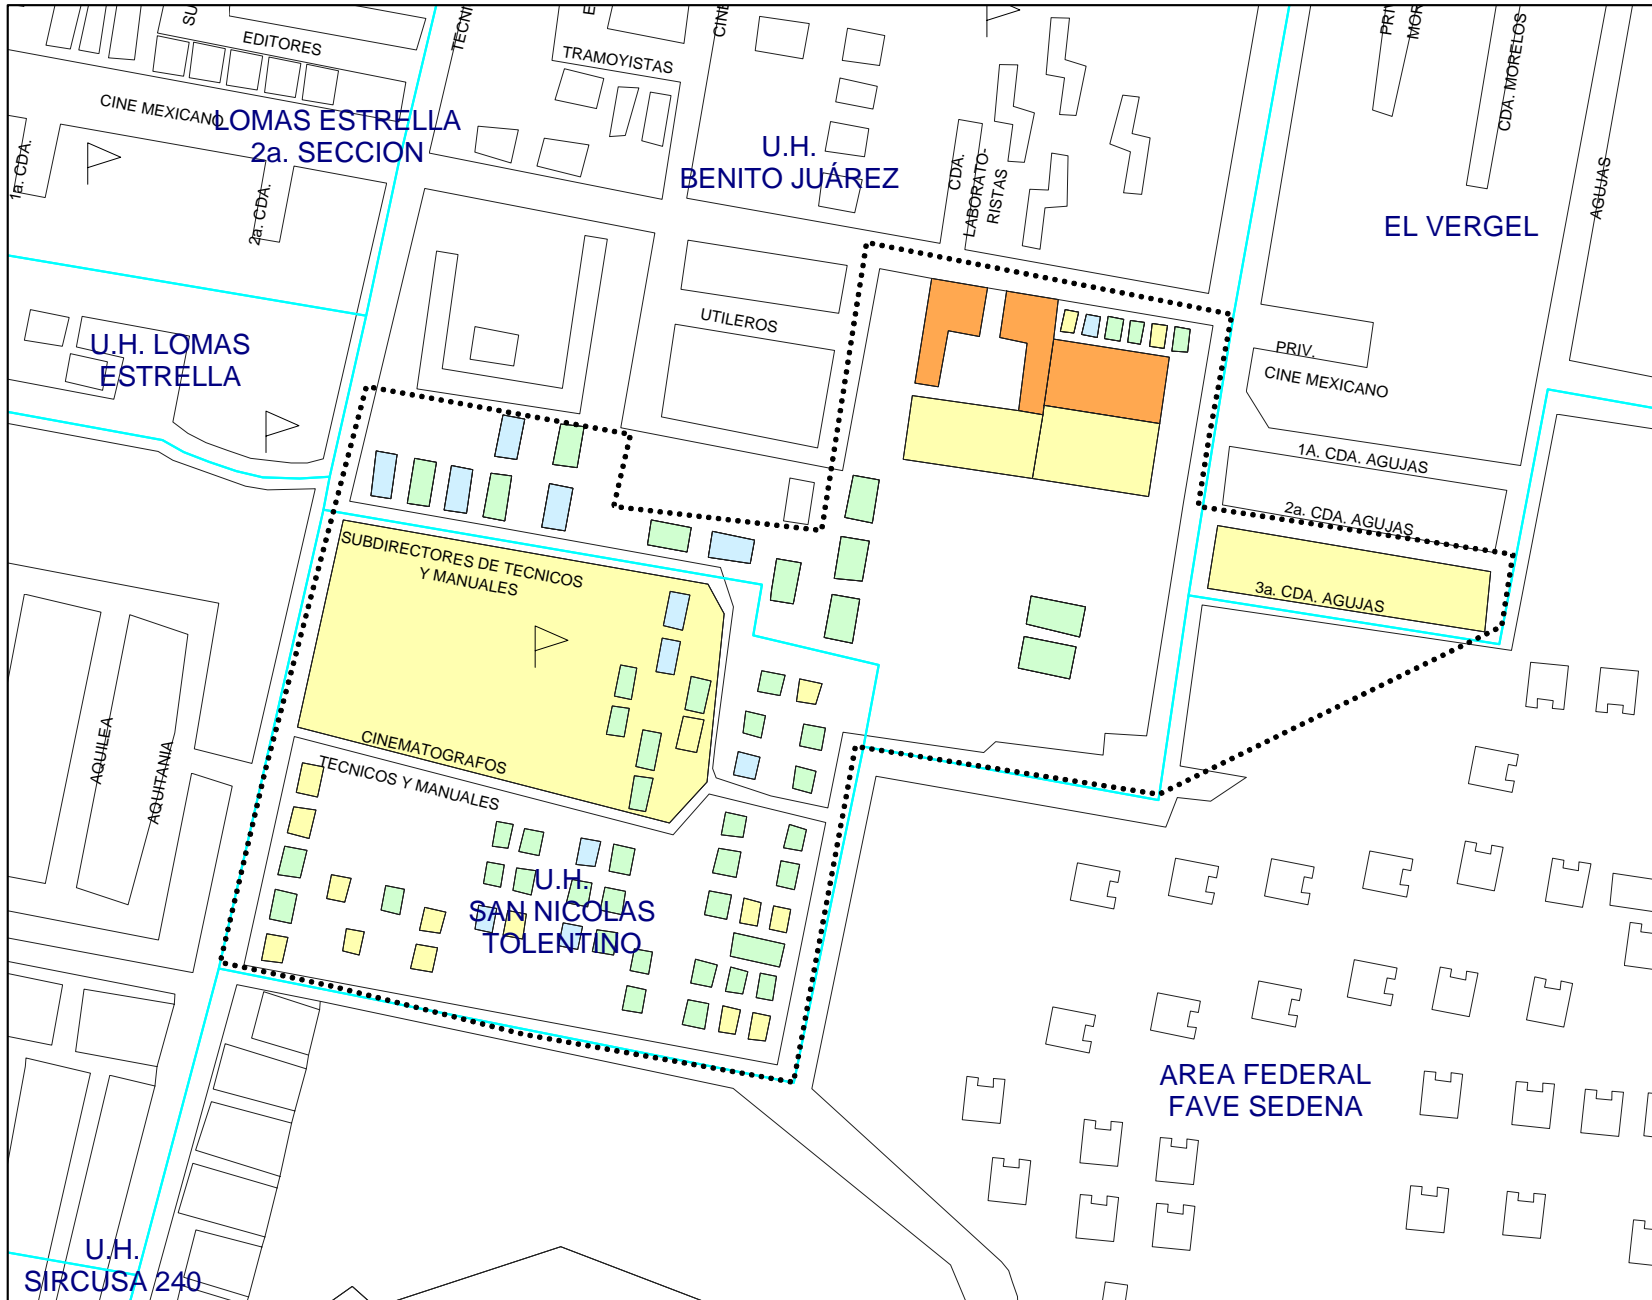 EDITORES
CINE MEXICANO
1a. CDA.
2a. CDA.
LOMAS ESTRELLA
2a. SECCION
TRAMOYISTAS
U.H.
BENITO JUÁREZ
CDA.
LABORATO-
RISTAS
CDA. MORELOS
AGUJAS
EL VERGEL
U.H. LOMAS
ESTRELLA
UTILEROS
PRIV.
CINE MEXICANO
1A. CDA. AGUJAS
2a. CDA. AGUJAS
3a. CDA. AGUJAS
SUBDIRECTORES DE TECNICOS
Y MANUALES
CINEMATOGRAFOS
TECNICOS Y MANUALES
AQUILEA
AQUITANIA
U.H.
SAN NICOLAS
TOLENTINO
AREA FEDERAL
FAVE SEDENA
U.H.
SIRCUSA 240